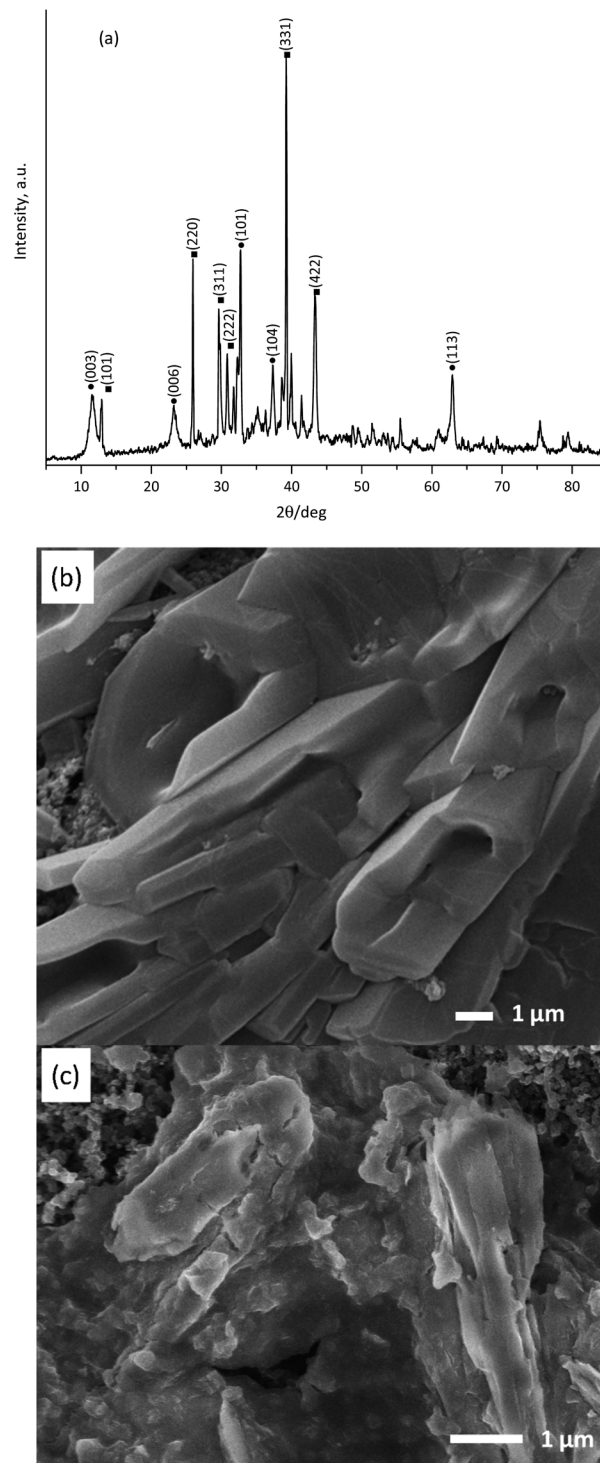 (a)
(331)
(101)
(220)
(422)
(311)
(222)
(104)
(113)
(003)
(101)
(006)
Intensity, a.u.
10 20 30 40 50 60 70 80
2θ/deg
(b)
1 μm
(c)
1 μm